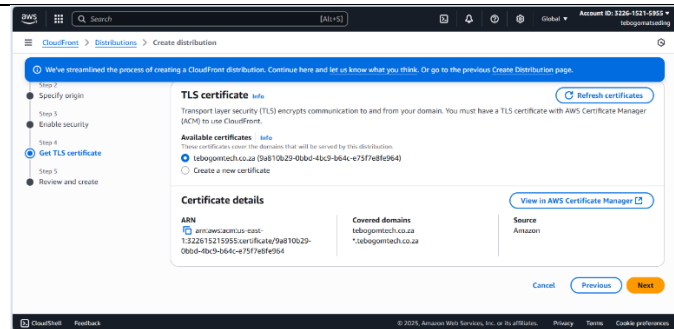 aws
Search
[Alt+S]
Global
Account ID: 3226-1521-5955
tebogomatseding
CloudFront > Distributions > Create distribution
We've streamlined the process of creating a CloudFront distribution. Continue here and let us know what you think. Or go to the previous Create Distribution page.
Step 2
Specify origin
Step 3
Enable security
Step 4
Get TLS certificate
Step 5
Review and create
TLS certificate Info
Refresh certificates
Transport layer security (TLS) encrypts communication to and from your domain. You must have a TLS certificate with AWS Certificate Manager
(ACM) to use CloudFront.
Available certificates Info
These certificates cover the domains that will be served by this distribution.
tebogomtech.co.za (9a810b29-0bbd-4bc9-b64c-e75f7e8fe964)
Create a new certificate
Certificate details
View in AWS Certificate Manager
ARN
arn:aws:acm:us-east-
1:322615215955:certificate/9a810b29-
0bbd-4bc9-b64c-e75f7e8fe964
Covered domains
tebogomtech.co.za
*.tebogomtech.co.za
Source
Amazon
Cancel
Previous
Next
CloudShell
Feedback
© 2025, Amazon Web Services, Inc. or its affiliates.
Privacy
Terms
Cookie preferences